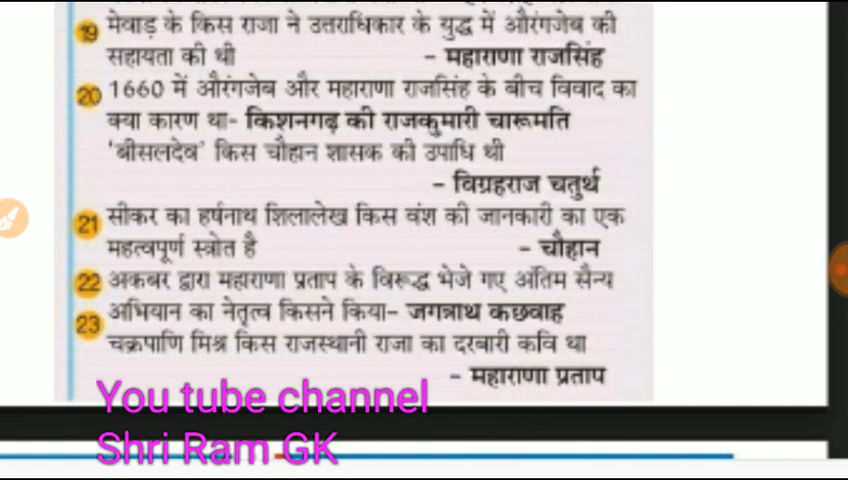 19 मेवाड़ के किस राजा ने उत्तराधिकार के युद्ध में औरंगजेब की
सहायता की थी - महाराणा राजसिंह
20 1660 में औरंगजेब और महाराणा राजसिंह के बीच विवाद का
क्या कारण था- किशनगढ़ की राजकुमारी चारूमति
'बीसलदेव' किस चौहान शासक की उपाधि थी
- विग्रहराज चतुर्थ
21 सीकर का हर्षनाथ शिलालेख किस वंश की जानकारी का एक
महत्वपूर्ण स्त्रोत है - चौहान
22 अकबर द्वारा महाराणा प्रताप के विरूद्ध भेजे गए अंतिम सैन्य
23 अभियान का नेतृत्व किसने किया- जगन्नाथ कछवाह
चक्रपाणि मिश्र किस राजस्थानी राजा का दरबारी कवि था
- महाराणा प्रताप
You tube channel
Shri Ram GK